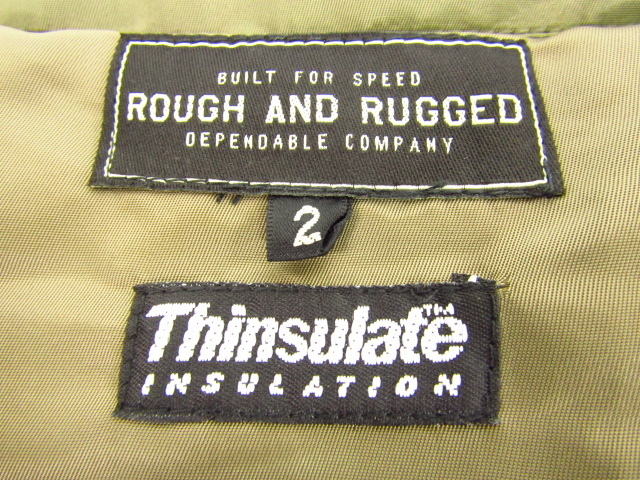 BUILT FOR SPEED
ROUGH AND RUGGED
DEPENDABLE COMPANY
2
Thinsulate™
INSULATION